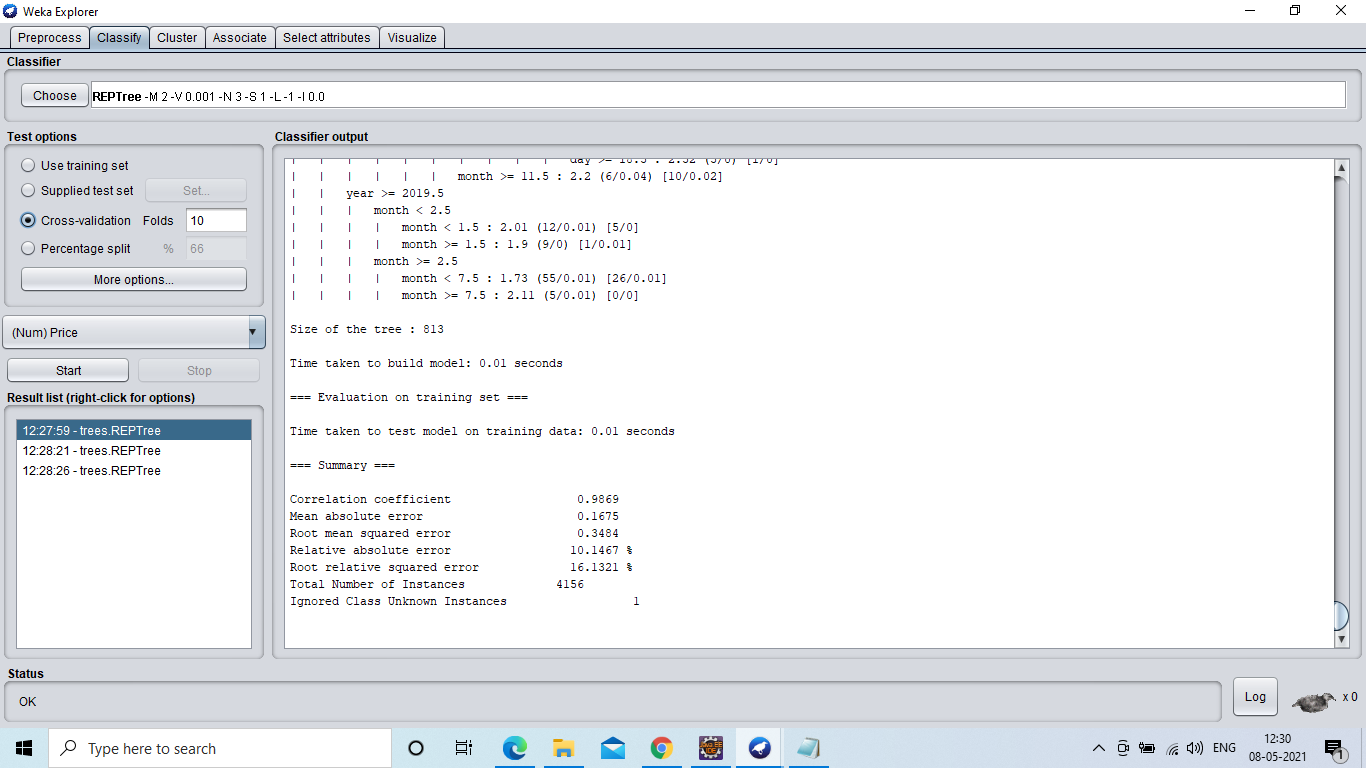 Weka Explorer
Preprocess Classify Cluster Associate Select attributes Visualize
Classifier
Choose REPTree -M 2 -V 0.001 -N 3 -S 1 -L -1 -I 0.0
Test options
Use training set
Supplied test set Set...
Cross-validation Folds 10
Percentage split % 66
More options...
(Num) Price
Start Stop
Result list (right-click for options)
12:27:59 - trees.REPTree
12:28:21 - trees.REPTree
12:28:26 - trees.REPTree
Classifier output
| | | | | | | | | | day >= 18.5 : 2.32 (3/0) [1/0]
| | | | | | month >= 11.5 : 2.2 (6/0.04) [10/0.02]
| | year >= 2019.5
| | | month < 2.5
| | | | month < 1.5 : 2.01 (12/0.01) [5/0]
| | | | month >= 1.5 : 1.9 (9/0) [1/0.01]
| | | month >= 2.5
| | | | month < 7.5 : 1.73 (55/0.01) [26/0.01]
| | | | month >= 7.5 : 2.11 (5/0.01) [0/0]
Size of the tree : 813
Time taken to build model: 0.01 seconds
=== Evaluation on training set ===
Time taken to test model on training data: 0.01 seconds
=== Summary ===
Correlation coefficient 0.9869
Mean absolute error 0.1675
Root mean squared error 0.3484
Relative absolute error 10.1467 %
Root relative squared error 16.1321 %
Total Number of Instances 4156
Ignored Class Unknown Instances 1
Status
OK
Log x 0
Type here to search
ENG
12:30
08-05-2021
1